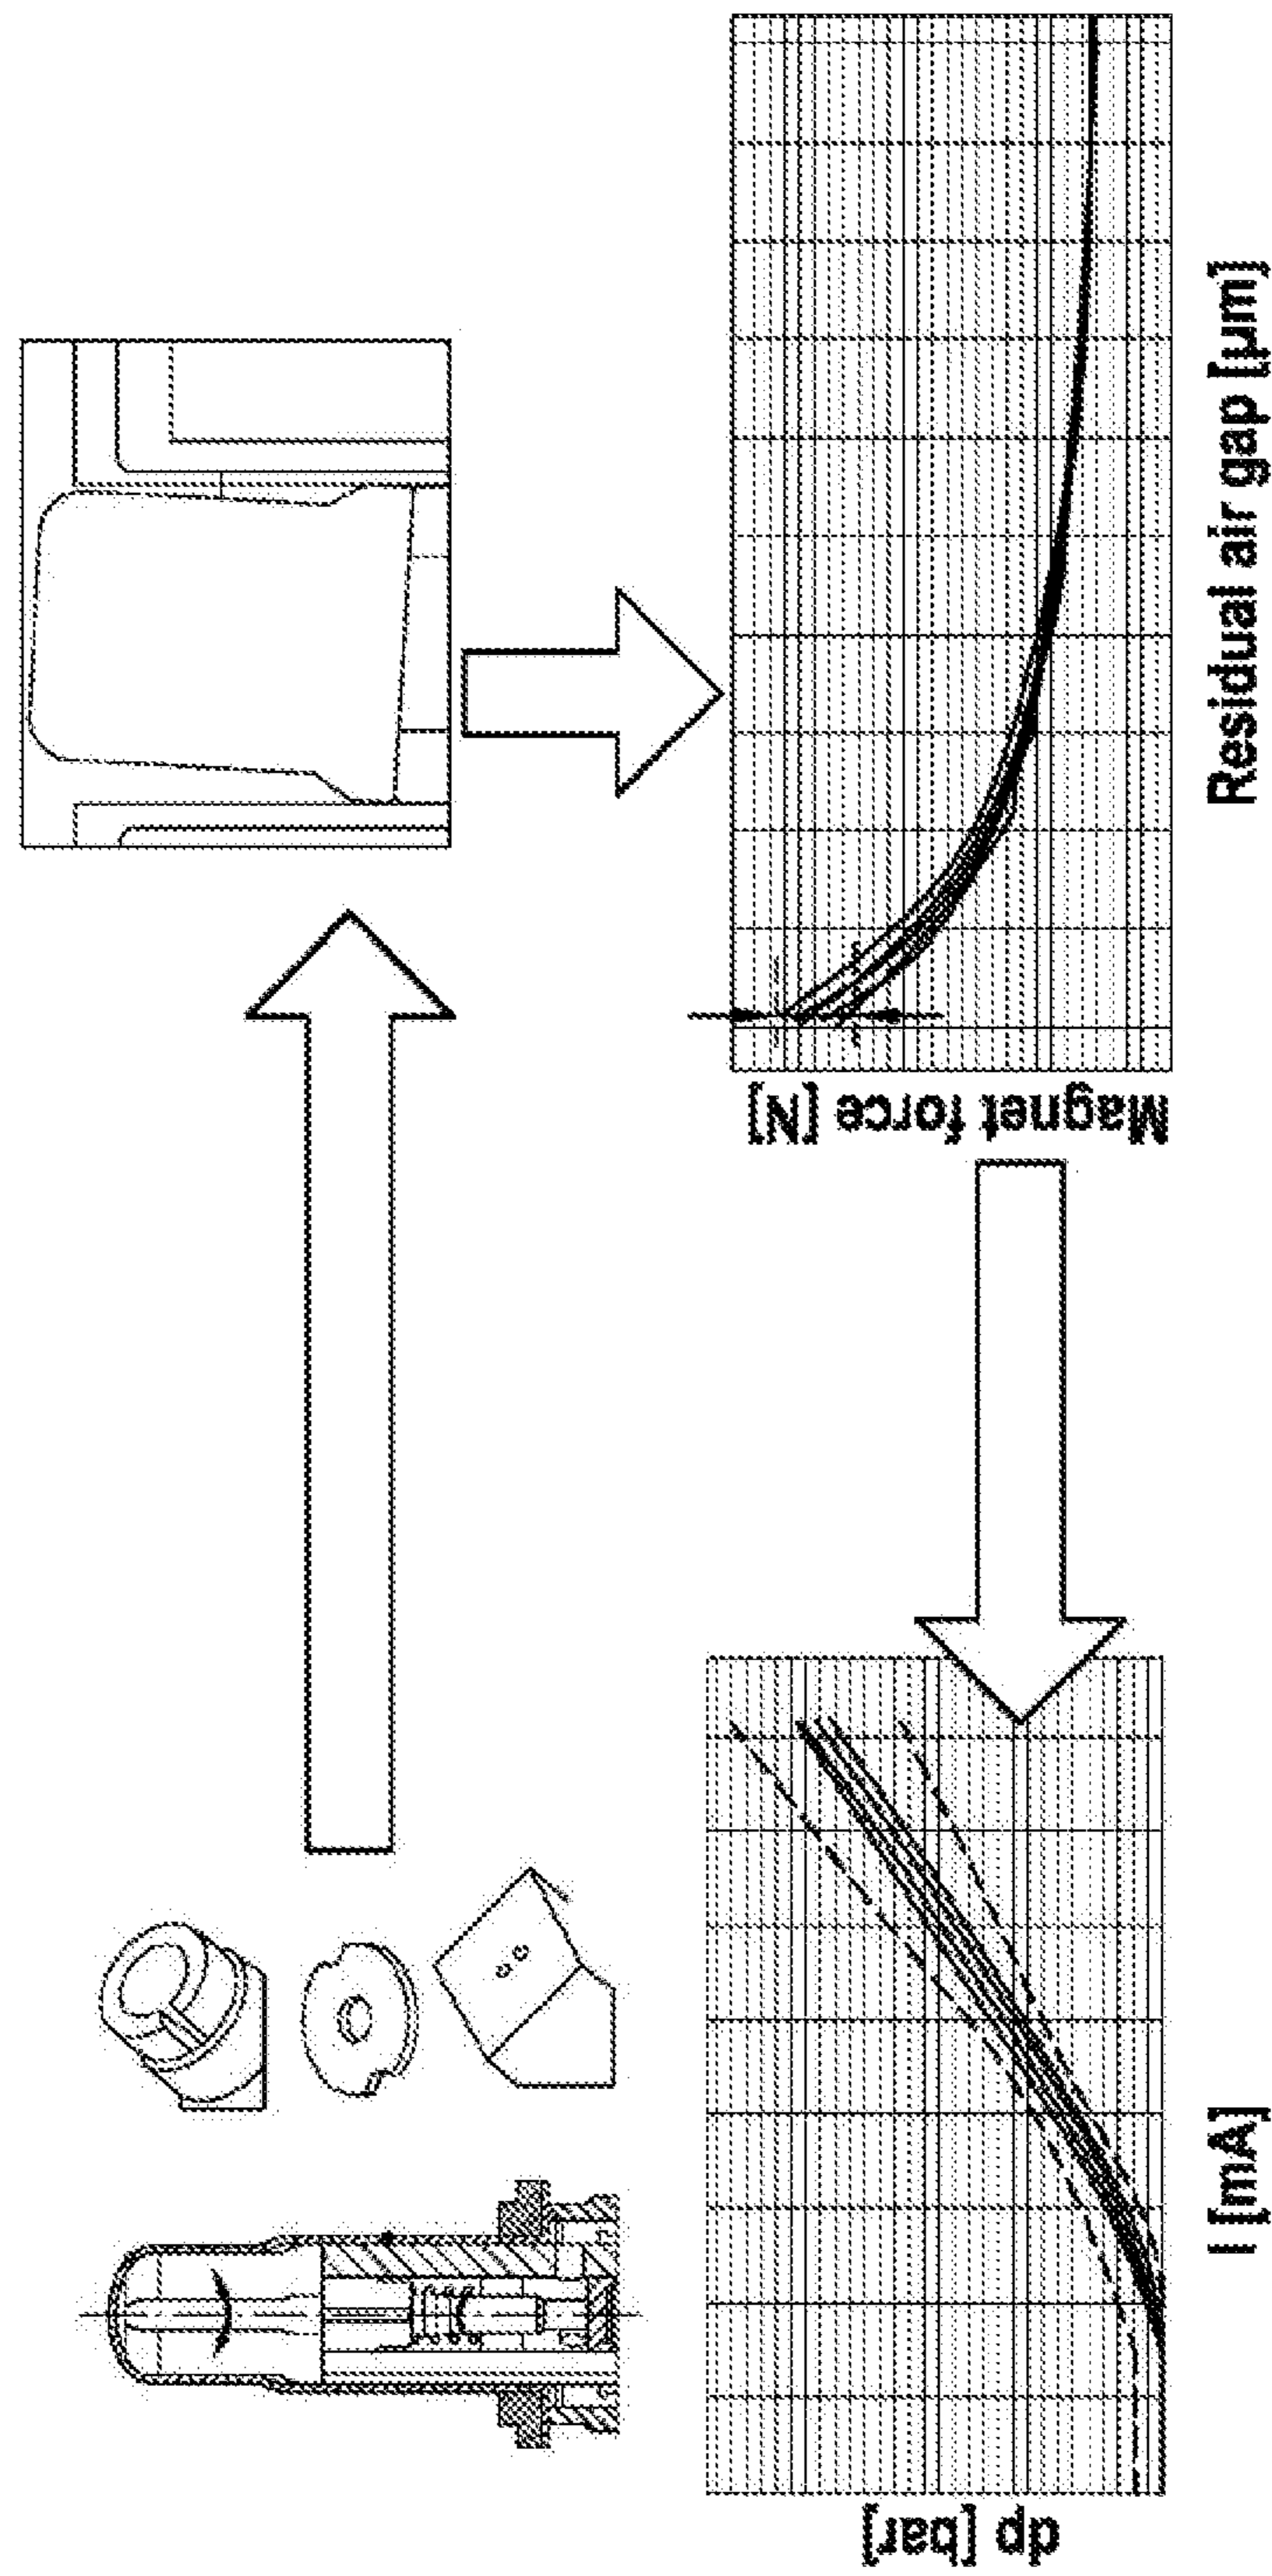 Magnet force [N]
Residual air gap [µm]
dp [bar]
I [mA]